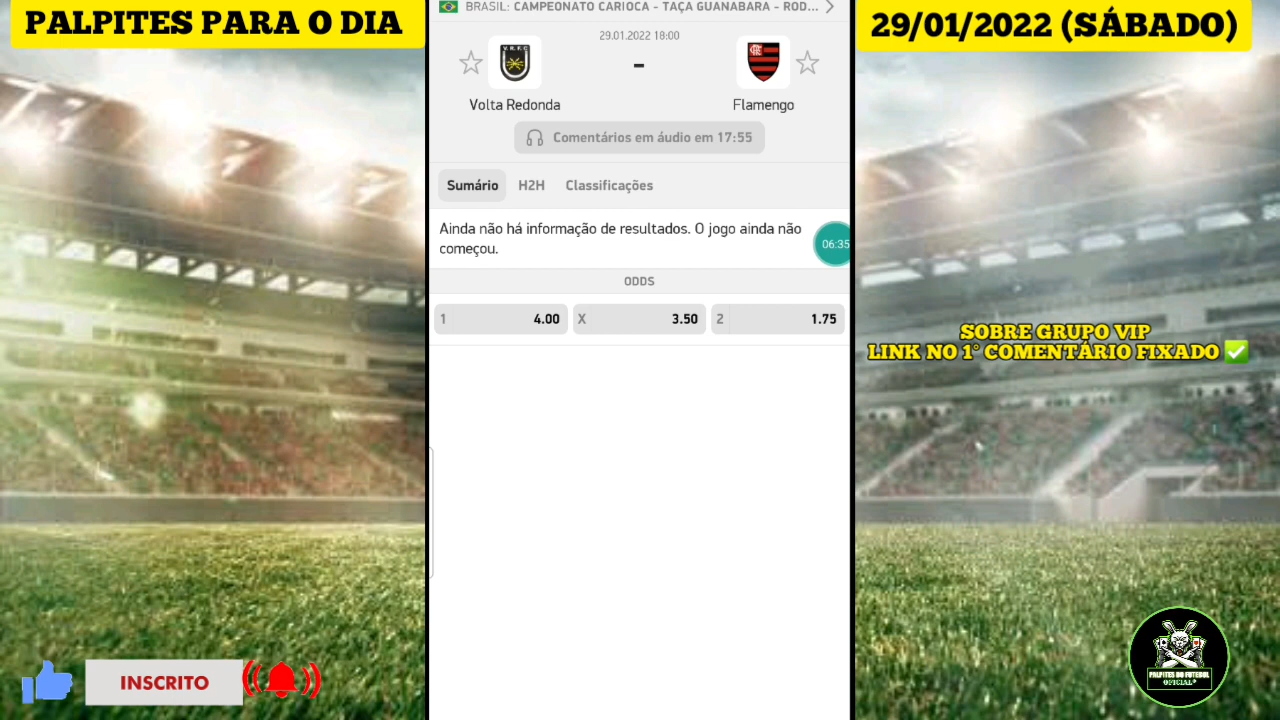 PALPITES PARA O DIA
BRASIL: CAMPEONATO CARIOCA - TAÇA GUANABARA - ROD...
29/01/2022 (SÁBADO)
29.01.2022 18:00
V.R.F.C
-
Volta Redonda
Flamengo
Comentários em áudio em 17:55
Sumário H2H Classificações
Ainda não há informação de resultados. O jogo ainda não
começou.
06:35
ODDS
1 4.00 X 3.50 2 1.75
SOBRE GRUPO VIP
LINK NO 1° COMENTÁRIO FIXADO
INSCRITO
PALPITES DO FUTEBOL
OFICIAL®